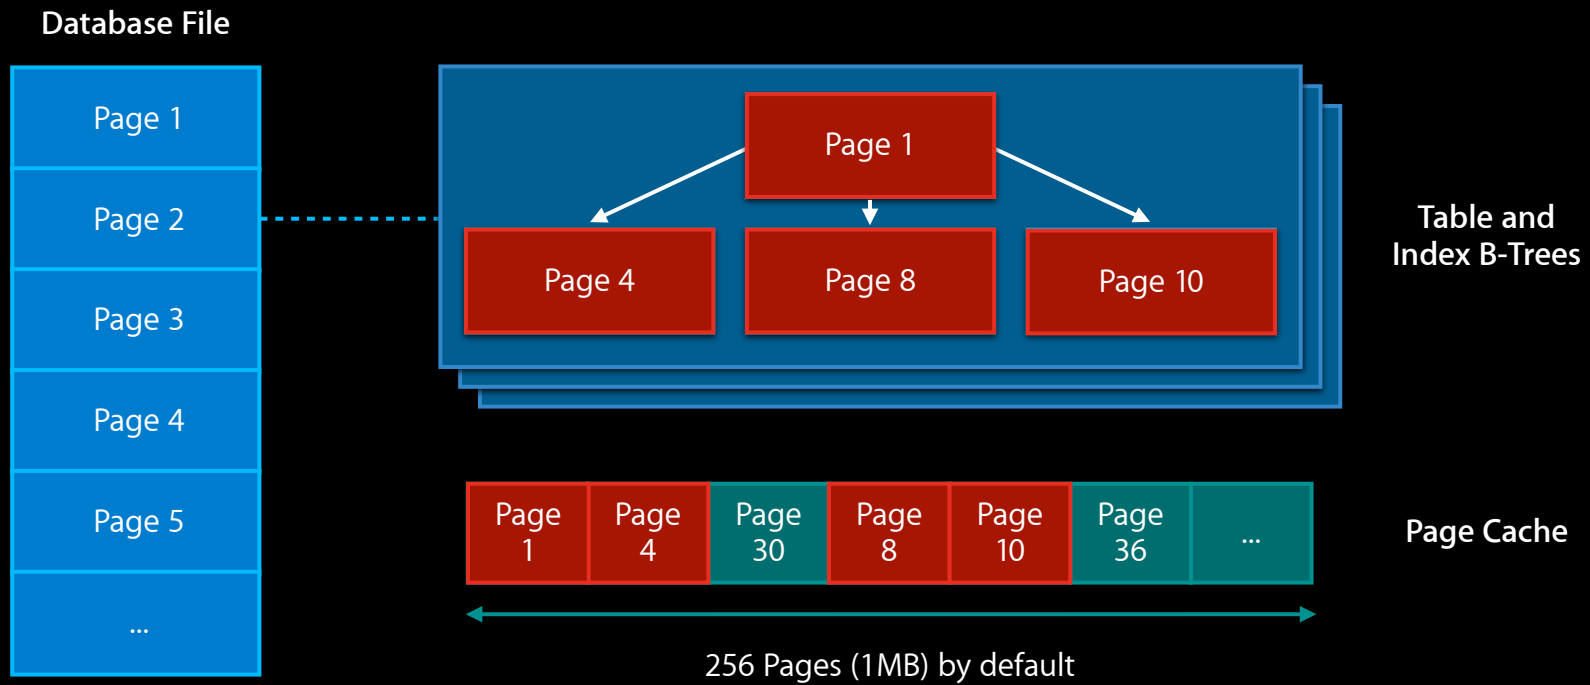 Database File
Page 1
Page 2
Page 3
Page 4
Page 5
...
Page 1
Page 4
Page 8
Page 10
Table and
Index B-Trees
Page
1
Page
4
Page
30
Page
8
Page
10
Page
36
...
Page Cache
256 Pages (1MB) by default